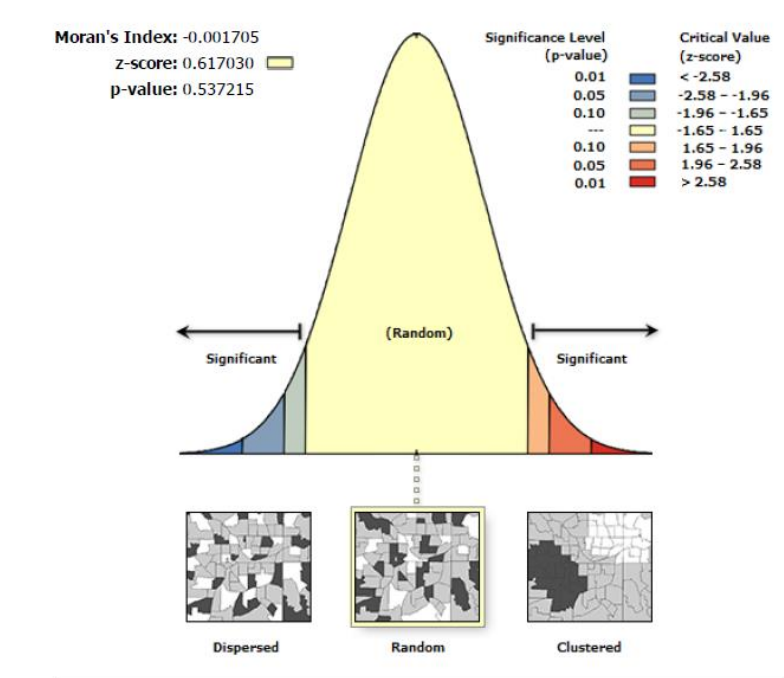 Moran's Index: -0.001705
z-score: 0.617030
p-value: 0.537215
Significance Level
(p-value)
0.01
0.05
0.10
---
0.10
0.05
0.01
Critical Value
(z-score)
< -2.58
-2.58 – -1.96
-1.96 – -1.65
-1.65 – 1.65
1.65 – 1.96
1.96 – 2.58
> 2.58
(Random)
Significant
Significant
Dispersed
Random
Clustered